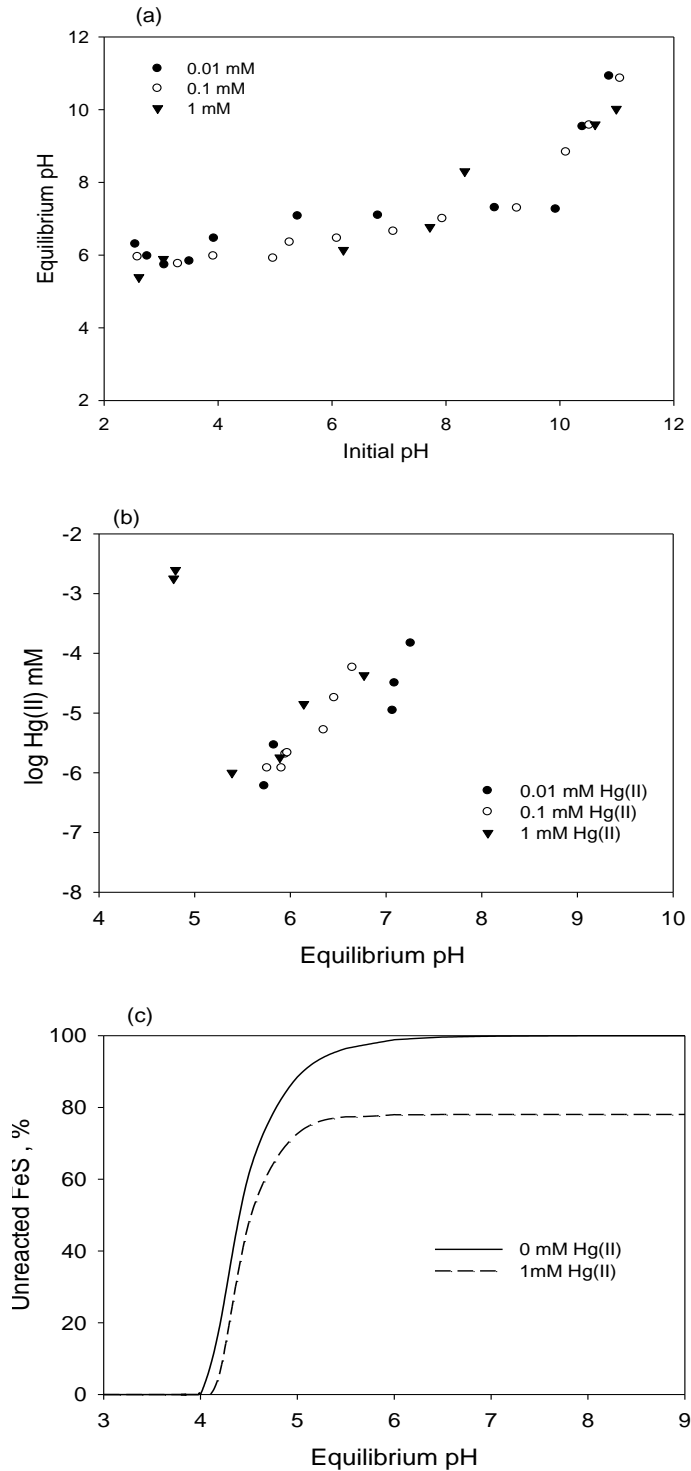 (a)
12
10
8
6
4
2
Equilibrium pH
0.01 mM
0.1 mM
1 mM
2 4 6 8 10 12
Initial pH
(b)
-2
-3
-4
-5
-6
-7
-8
log Hg(II) mM
0.01 mM Hg(II)
0.1 mM Hg(II)
1 mM Hg(II)
4 5 6 7 8 9 10
Equilibrium pH
(c)
100
80
60
40
20
0
Unreacted FeS , %
0 mM Hg(II)
1mM Hg(II)
3 4 5 6 7 8 9
Equilibrium pH